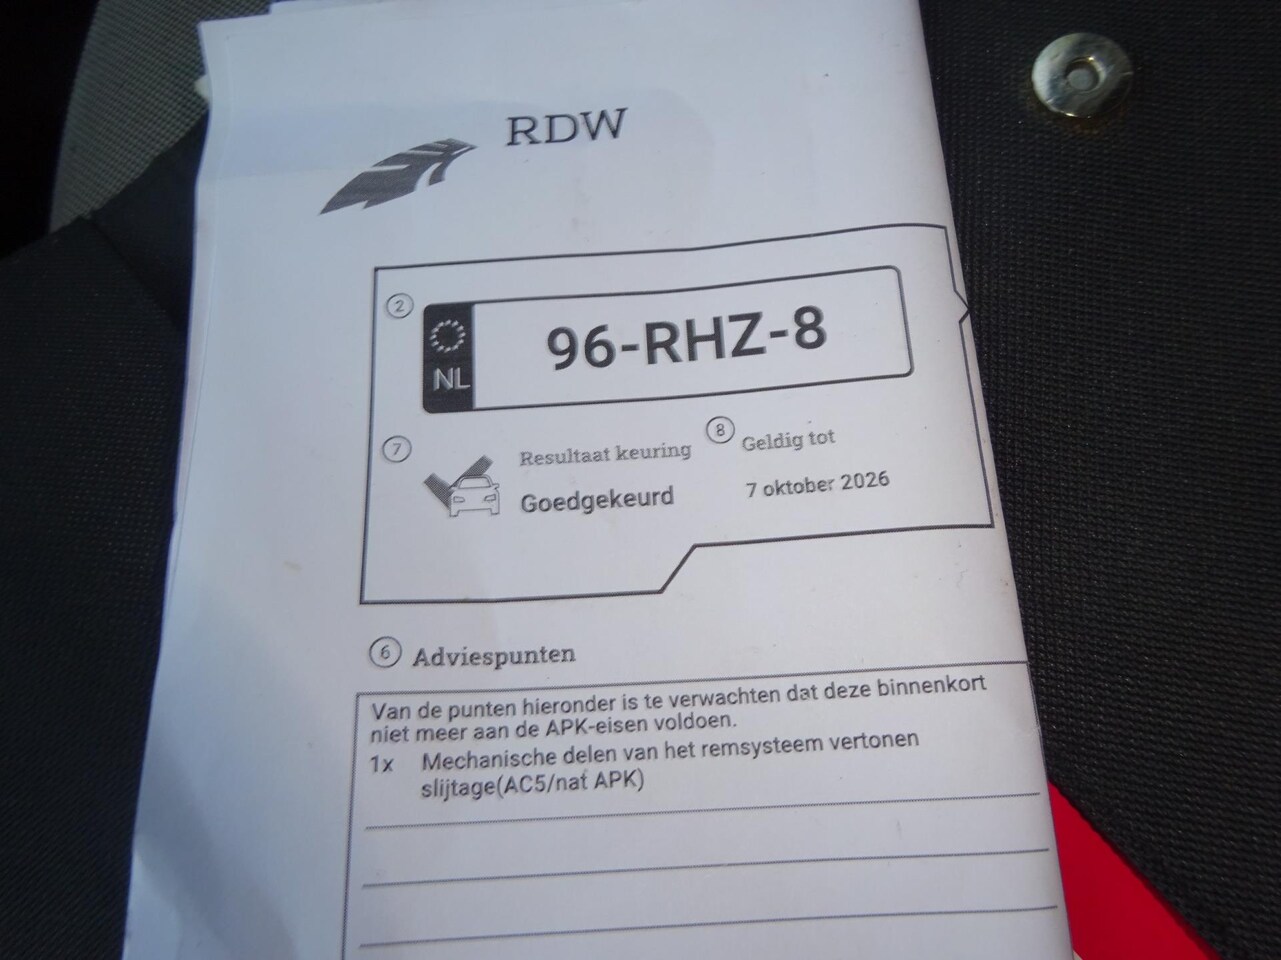 RDW
2
NL
96-RHZ-8
7
Resultaat keuring
8
Geldig tot
Goedgekeurd
7 oktober 2026
6 Adviespunten
Van de punten hieronder is te verwachten dat deze binnenkort
niet meer aan de APK-eisen voldoen.
1x Mechanische delen van het remsysteem vertonen
slijtage(AC5/nat APK)